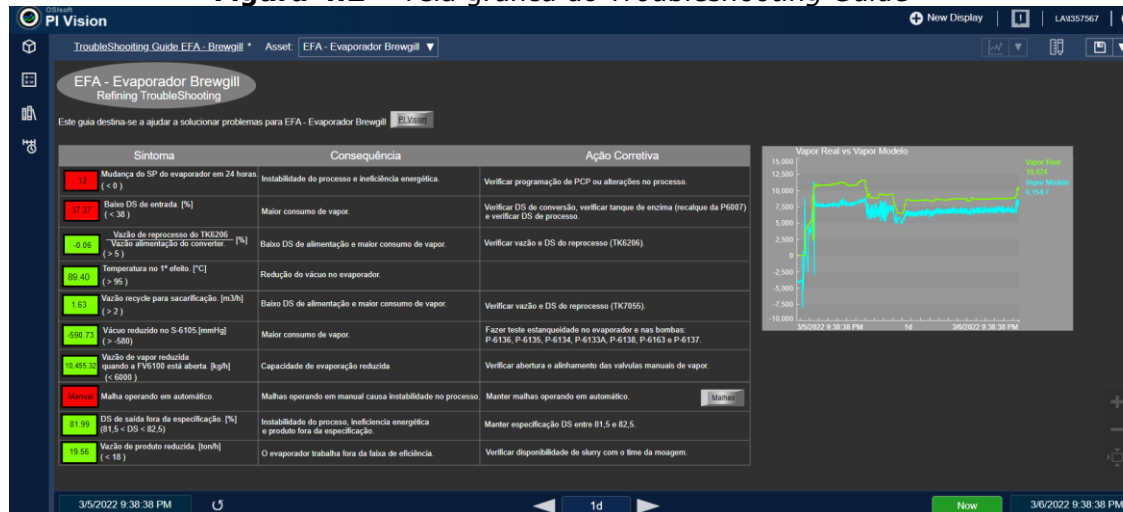 Figura 4.2 – Tela gráfica do Troubleshooting Guide
OSIsoft
PI Vision
New Display
LA\t357567
TroubleShooiting Guide EFA - Brewgill *
Asset: EFA - Evaporador Brewgill
EFA - Evaporador Brewgill
Refining TroubleShooting
Este guia destina-se a ajudar a solucionar problemas para EFA - Evaporador Brewgill
PI Vision
Sintoma
Consequência
Ação Corretiva
12
Mudança do SP do evaporador em 24 horas.
( < 0 )
Instabilidade do processo e ineficiência energética.
Verificar programação de PCP ou alterações no processo.
37.37
Baixo DS de entrada. [%]
( < 38 )
Maior consumo de vapor.
Verificar DS de conversão, verificar tanque de enzima (recalque da P6007)
e verificar DS de processo.
-0.06
Vazão de reprocesso do TK6206
Vazão alimentação do converter.
[%]
( > 5 )
Baixo DS de alimentação e maior consumo de vapor.
Verificar vazão e DS do reprocesso (TK6206).
89.40
Temperatura no 1º efeito. [°C]
( > 95 )
Redução do vácuo no evaporador.
1.63
Vazão recycle para sacarificação. [m3/h]
( > 2 )
Baixo DS de alimentação e maior consumo de vapor.
Verificar vazão e DS do reprocesso (TK7055).
-590.73
Vácuo reduzido no S-6105.[mmHg]
( > -580)
Maior consumo de vapor.
Fazer teste estanqueidade no evaporador e nas bombas:
P-6136, P-6135, P-6134, P-6133A, P-6138, P-6163 e P-6137.
10,455.32
Vazão de vapor reduzida
quando a FV6100 está aberta. [kg/h]
(< 6000 )
Capacidade de evaporação reduzida
Verificar abertura e alinhamento das valvulas manuais de vapor.
Manual
Malha operando em automático.
Malhas operando em manual causa instabilidade no processo.
Manter malhas operando em automático.
Malhas
81.99
DS de saída fora da especificação. [%]
(81,5 < DS < 82,5)
Instabilidade do proceso, ineficiencia energética
e produto fora da especificação.
Manter especificação DS entre 81,5 e 82,5.
19.56
Vazão de produto reduzida. [ton/h]
( < 18 )
O evaporador trabalha fora da faixa de eficiência.
Verificar disponibilidade de slurry com o time da moagem.
Vapor Real vs Vapor Modelo
15,000
12,500
10,000
7,500
5,000
2,500
0
-2,500
-5,000
-7,500
-10,000
3/5/2022 9:38:38 PM
1d
3/6/2022 9:38:38 PM
Vapor Real
10,424
Vapor Modelo
8,154.7
3/5/2022 9:38:38 PM
1d
Now
3/6/2022 9:38:38 PM